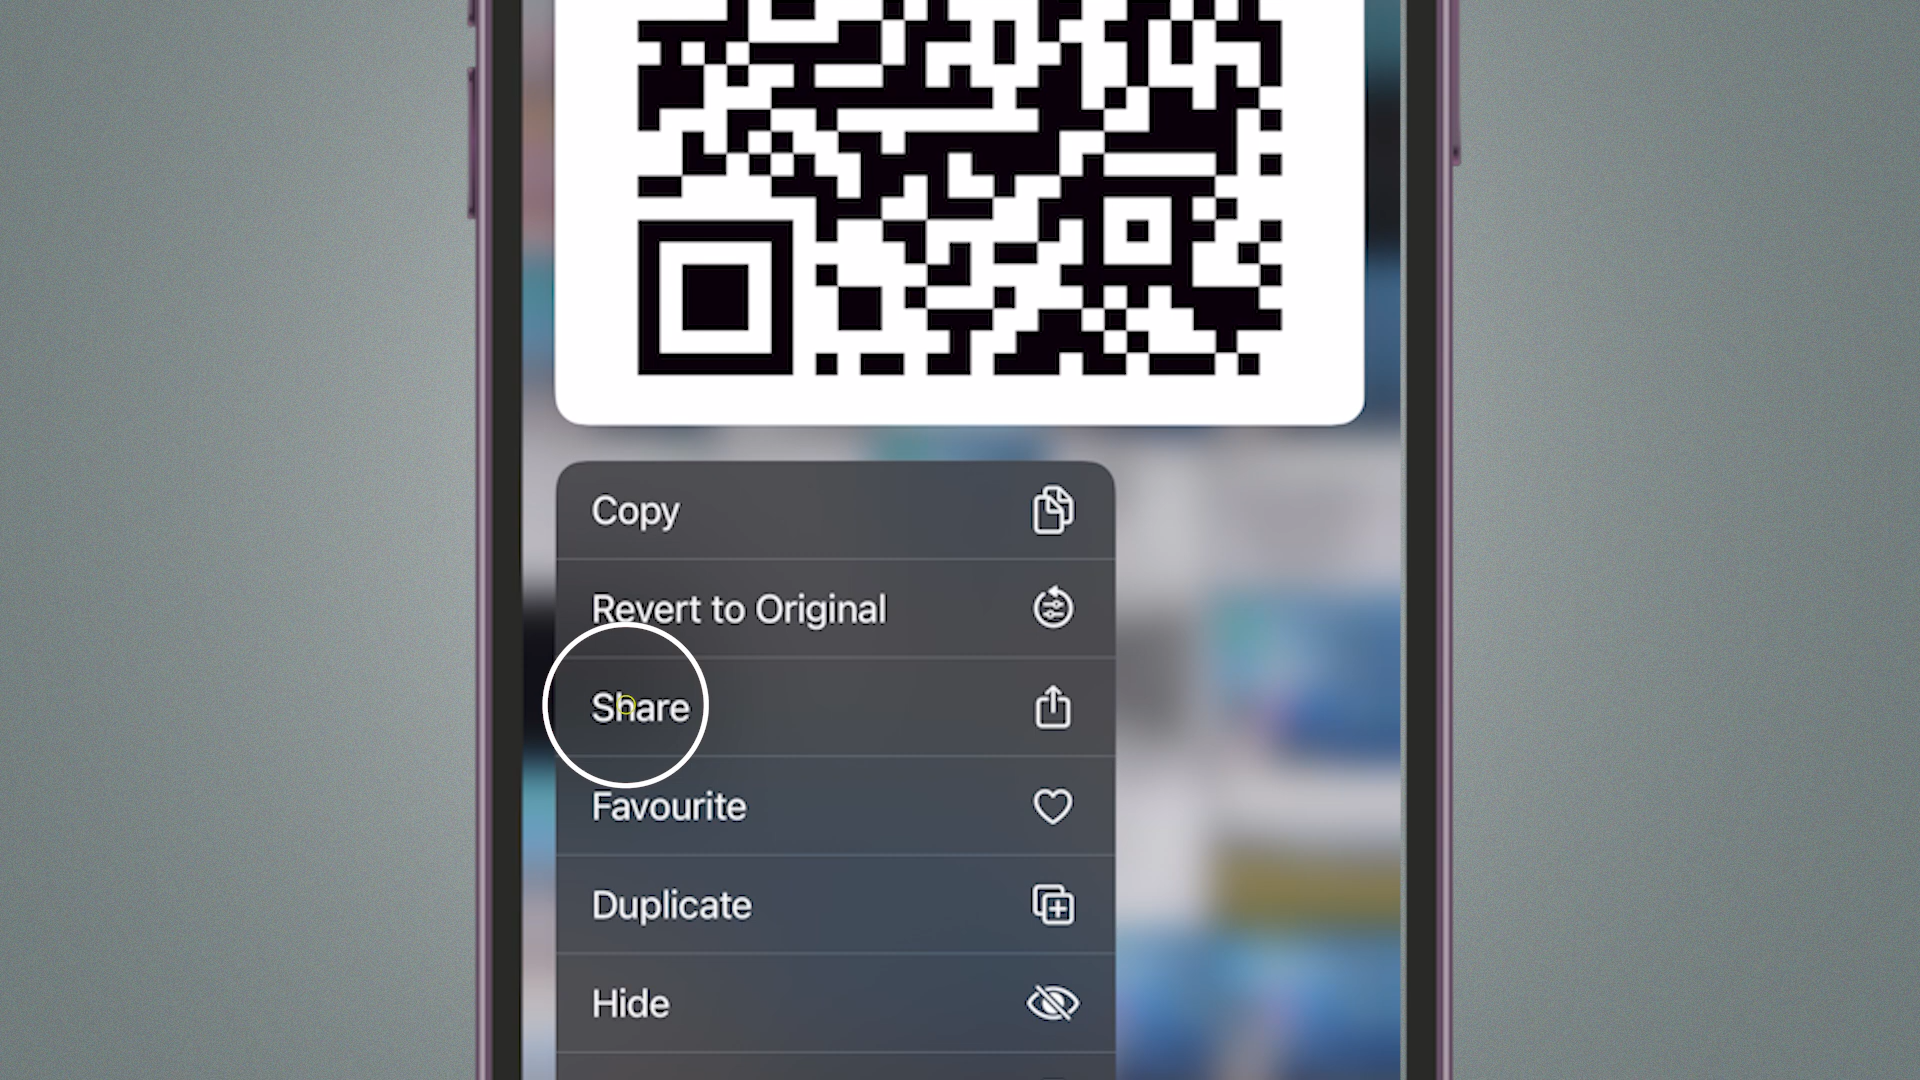 Copy
Revert to Original
Share
Favourite
Duplicate
Hide